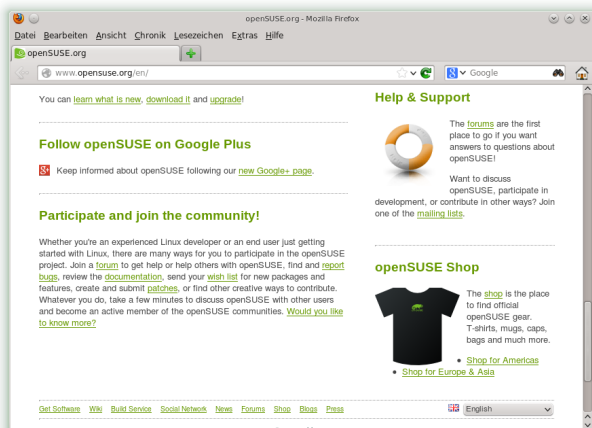 openSUSE.org - Mozilla Firefox
Datei Bearbeiten Ansicht Chronik Lesezeichen Extras Hilfe
openSUSE.org
www.opensuse.org/en/
Google
You can learn what is new, download it and upgrade!
Follow openSUSE on Google Plus
Keep informed about openSUSE following our new Google+ page.
Participate and join the community!
Whether you're an experienced Linux developer or an end user just getting
started with Linux, there are many ways for you to participate in the openSUSE
project. Join a forum to get help or help others with openSUSE, find and report
bugs, review the documentation, send your wish list for new packages and
features, create and submit patches, or find other creative ways to contribute.
Whatever you do, take a few minutes to discuss openSUSE with other users
and become an active member of the openSUSE communities. Would you like
to know more?
Help & Support
The forums are the first
place to go if you want
answers to questions about
openSUSE!
Want to discuss
openSUSE, participate in
development, or contribute in other ways? Join
one of the mailing lists.
openSUSE Shop
The shop is the place
to find official
openSUSE gear.
T-shirts, mugs, caps,
bags and much more.
Shop for Americas
Shop for Europe & Asia
Get Software Wiki Build Service Social Network News Forums Shop Blogs Press
English